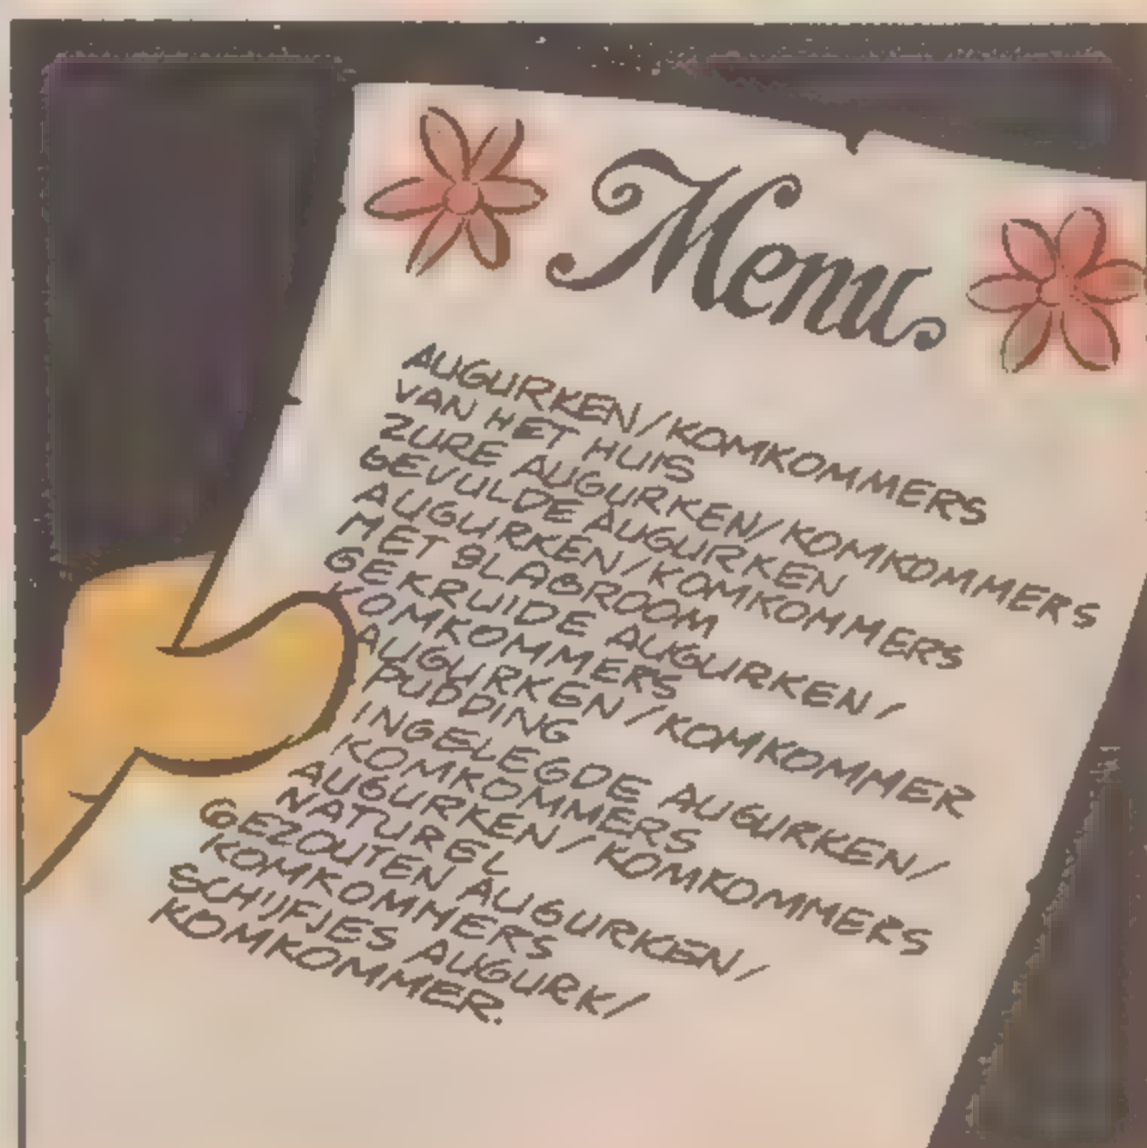 Menu
AUGURKEN/KOMKOMMERS
VAN HET HUIS
ZURE AUGURKEN/KOMKOMMERS
GEVULDE AUGURKEN
AUGURKEN/KOMKOMMERS
MET SLAGROOM
GEKRUIDE AUGURKEN/
KOMKOMMERS
AUGURKEN/KOMKOMMER
PUDDING
INGELEGDE AUGURKEN/
KOMKOMMERS
AUGURKEN/KOMKOMMERS
NATUREL
GEZOUTEN AUGURKEN/
KOMKOMMERS
SCHIJFJES AUGURK/
KOMKOMMER.